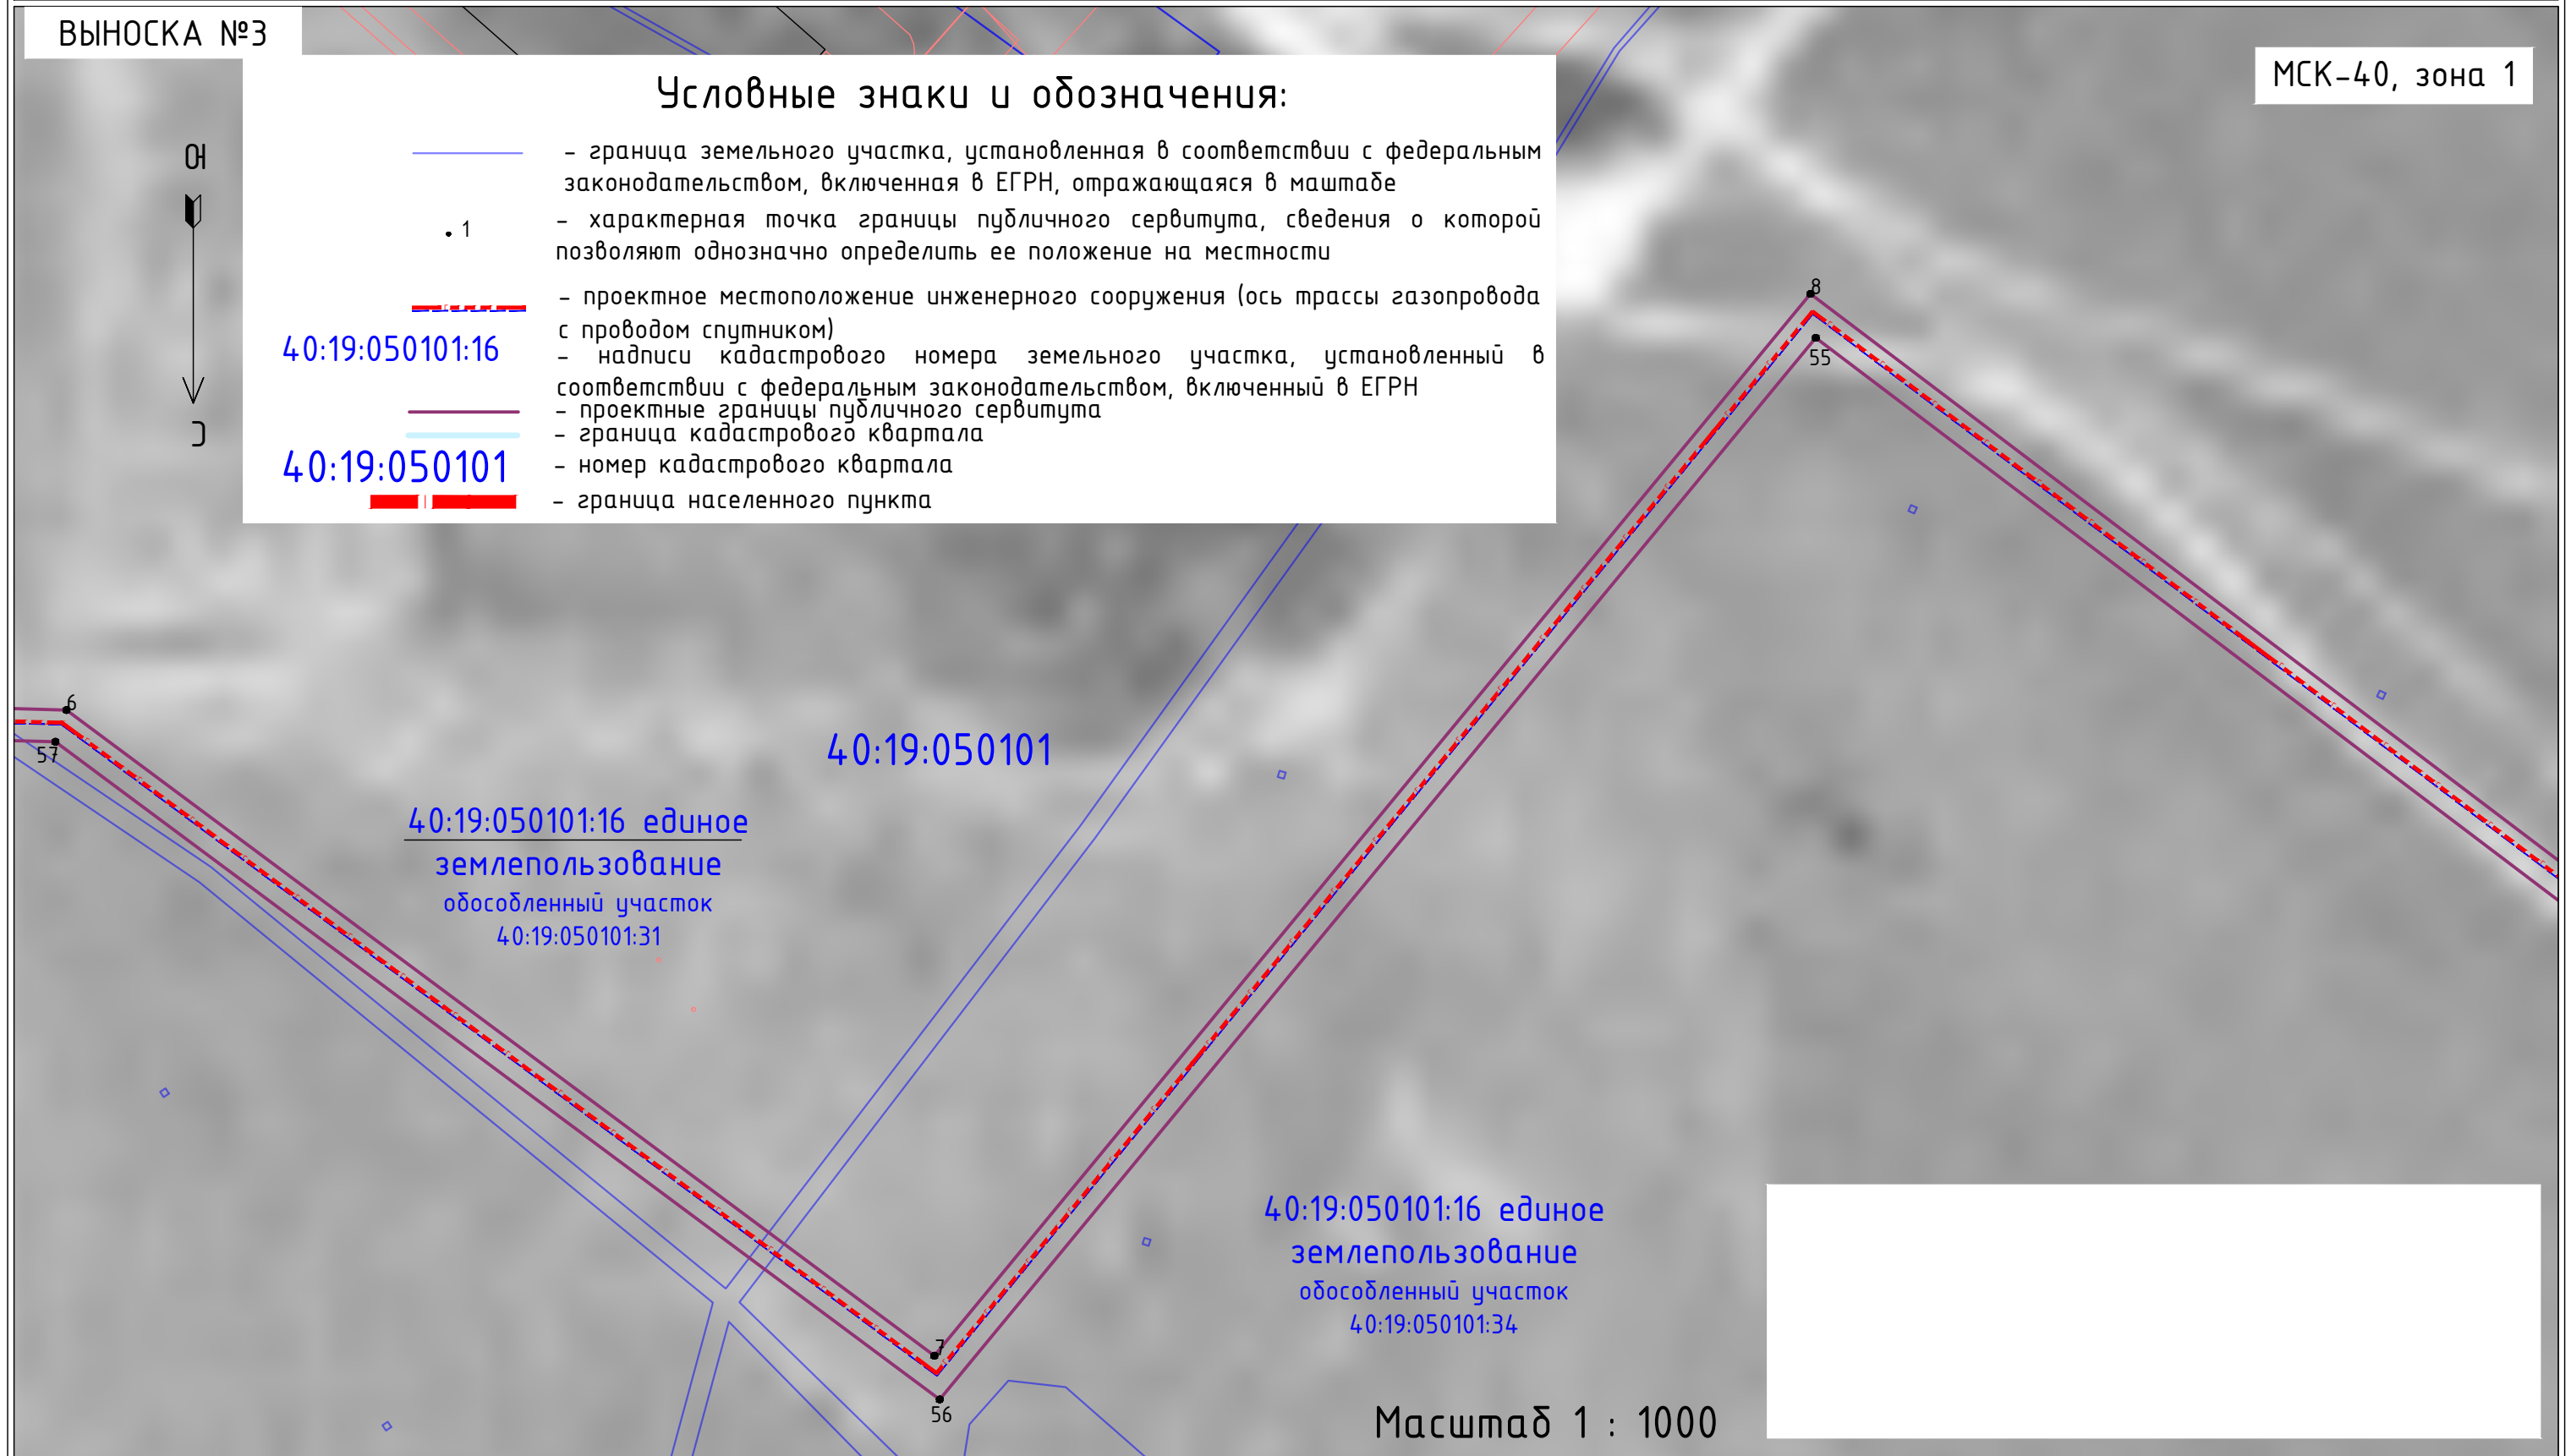 ВЫНОСКА №3
МСК-40, зона 1
Условные знаки и обозначения:
– граница земельного участка, установленная в соответствии с федеральным
законодательством, включенная в ЕГРН, отражающаяся в маштабе
1
– характерная точка границы публичного сервитута, сведения о которой
позволяют однозначно определить ее положение на местности
– проектное местоположение инженерного сооружения (ось трассы газопровода
с проводом спутником)
40:19:050101:16
– надписи кадастрового номера земельного участка, установленный в
соответствии с федеральным законодательством, включенный в ЕГРН
– проектные границы публичного сервитута
– граница кадастрового квартала
40:19:050101
– номер кадастрового квартала
– граница населенного пункта
Ю
С
8
55
6
57
40:19:050101
40:19:050101:16 единое
землепользование
обособленный участок
40:19:050101:31
40:19:050101:16 единое
землепользование
обособленный участок
40:19:050101:34
7
56
Масштаб 1 : 1000